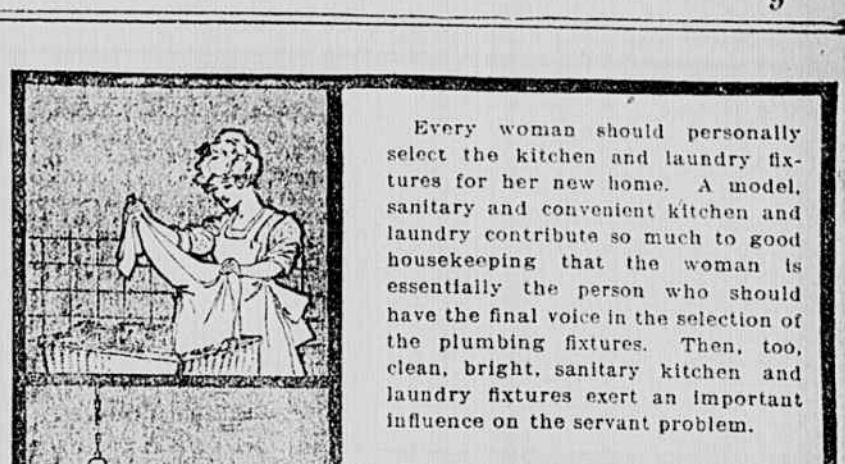 Every woman should personally
select the kitchen and laundry fix-
tures for her new home. A model,
sanitary and convenient kitchen and
laundry contribute so much to good
housekeeping that the woman is
essentially the person who should
have the final voice in the selection of
the plumbing fixtures. Then, too,
clean, bright, sanitary kitchen and
laundry fixtures exert an important
influence on the servant problem.